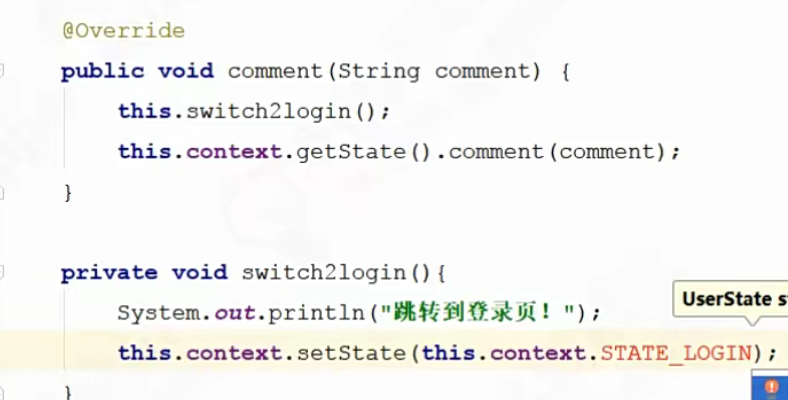 @Override
public void comment(String comment) {
this.switch2login();
this.context.getState().comment(comment);
}
private void switch2login(){
UserState s
System.out.println("跳转到登录页！");
this.context.setState(this.context.STATE_LOGIN);
}